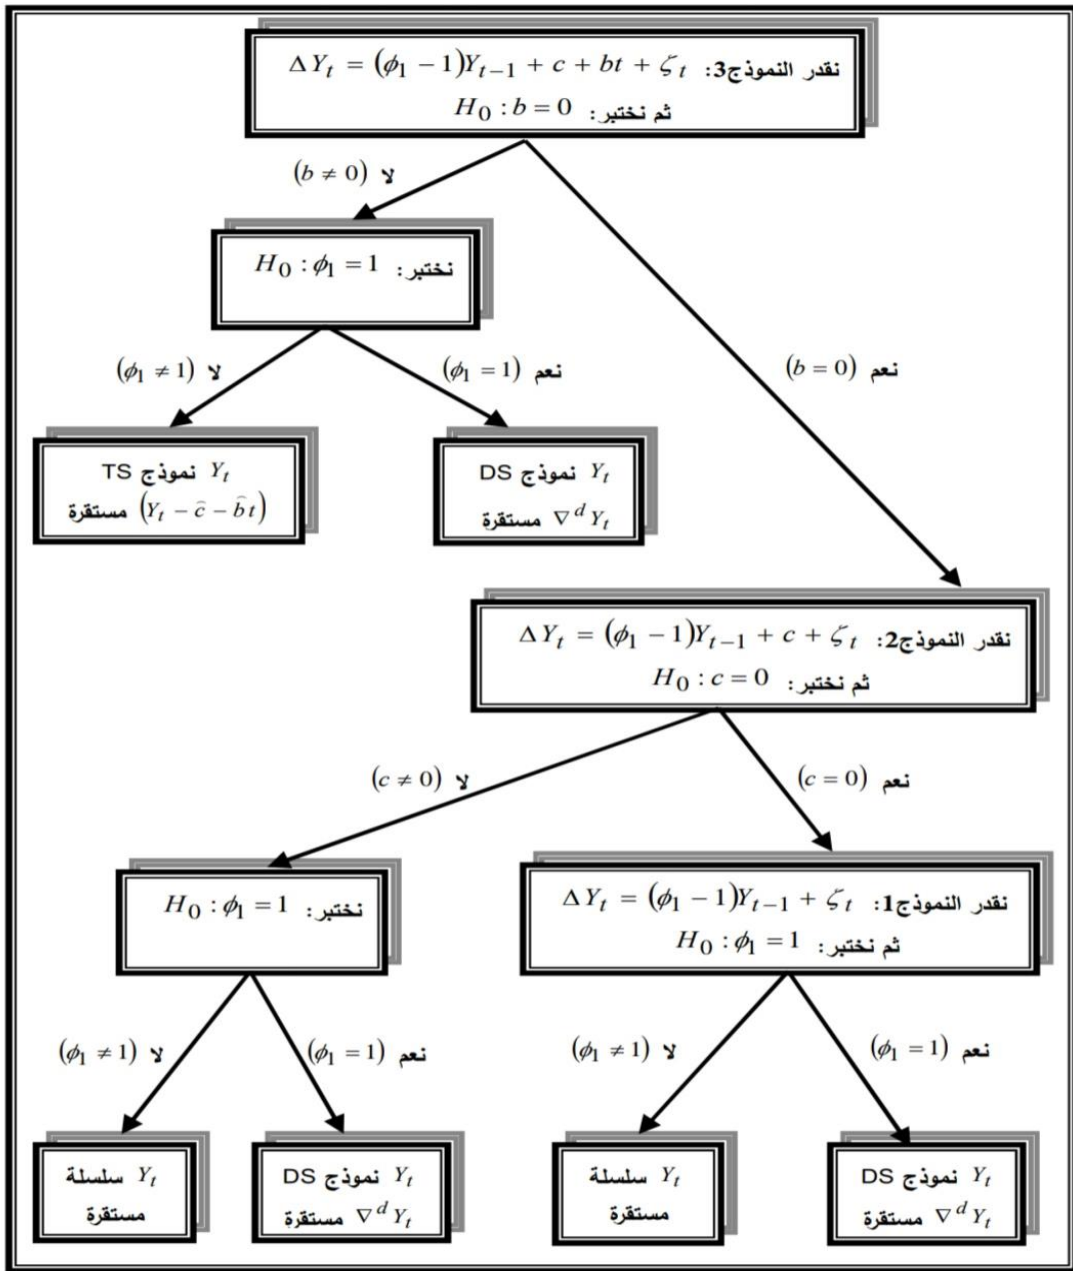 نقدر النموذج3: ΔY_t = (ϕ_1 − 1)Y_{t−1} + c + bt + ζ_t
ثم نختبر: H_0 : b = 0
لا (b ≠ 0)
نختبر: H_0 : ϕ_1 = 1
نعم (b = 0)
لا (ϕ_1 ≠ 1)
نعم (ϕ_1 = 1)
Y_t نموذج TS
(Y_t − ĉ − b̂t) مستقرة
Y_t نموذج DS
∇^d Y_t مستقرة
نقدر النموذج2: ΔY_t = (ϕ_1 − 1)Y_{t−1} + c + ζ_t
ثم نختبر: H_0 : c = 0
لا (c ≠ 0)
نعم (c = 0)
نختبر: H_0 : ϕ_1 = 1
نقدر النموذج1: ΔY_t = (ϕ_1 − 1)Y_{t−1} + ζ_t
ثم نختبر: H_0 : ϕ_1 = 1
لا (ϕ_1 ≠ 1)
نعم (ϕ_1 = 1)
لا (ϕ_1 ≠ 1)
نعم (ϕ_1 = 1)
Y_t سلسلة
مستقرة
Y_t نموذج DS
∇^d Y_t مستقرة
Y_t سلسلة
مستقرة
Y_t نموذج DS
∇^d Y_t مستقرة